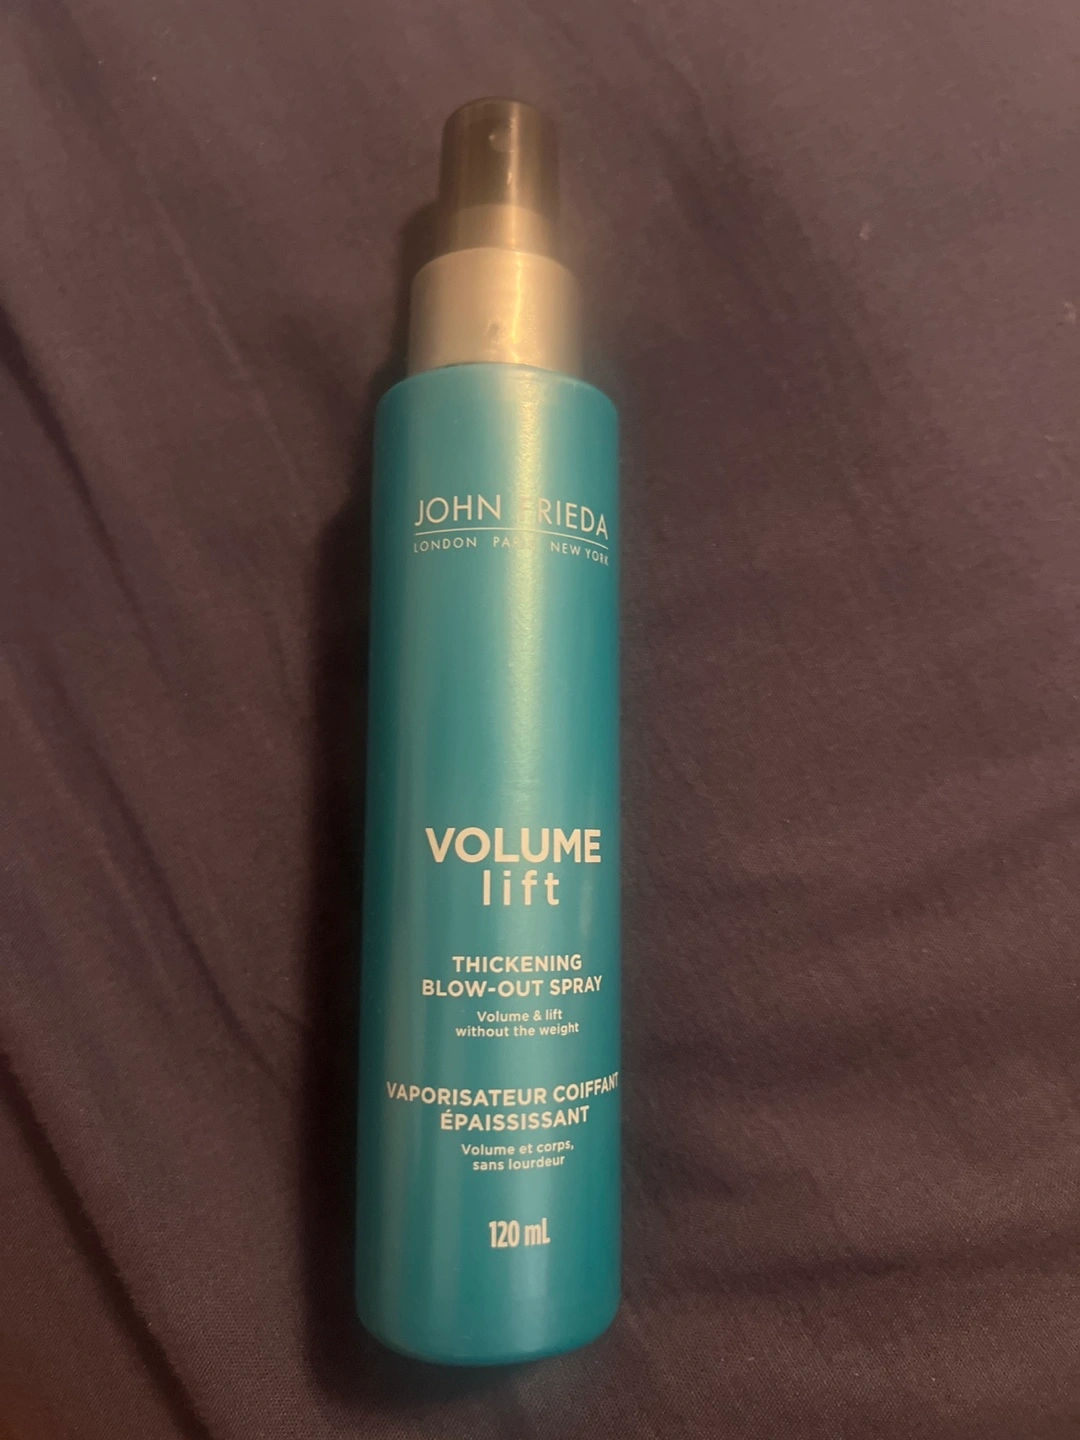 JOHN FRIEDA
LONDON PARIS NEW YORK
VOLUME
lift
THICKENING
BLOW-OUT SPRAY
Volume & lift
without the weight
VAPORISATEUR COIFFANT
ÉPAISSISSANT
Volume et corps,
sans lourdeur
120 mL